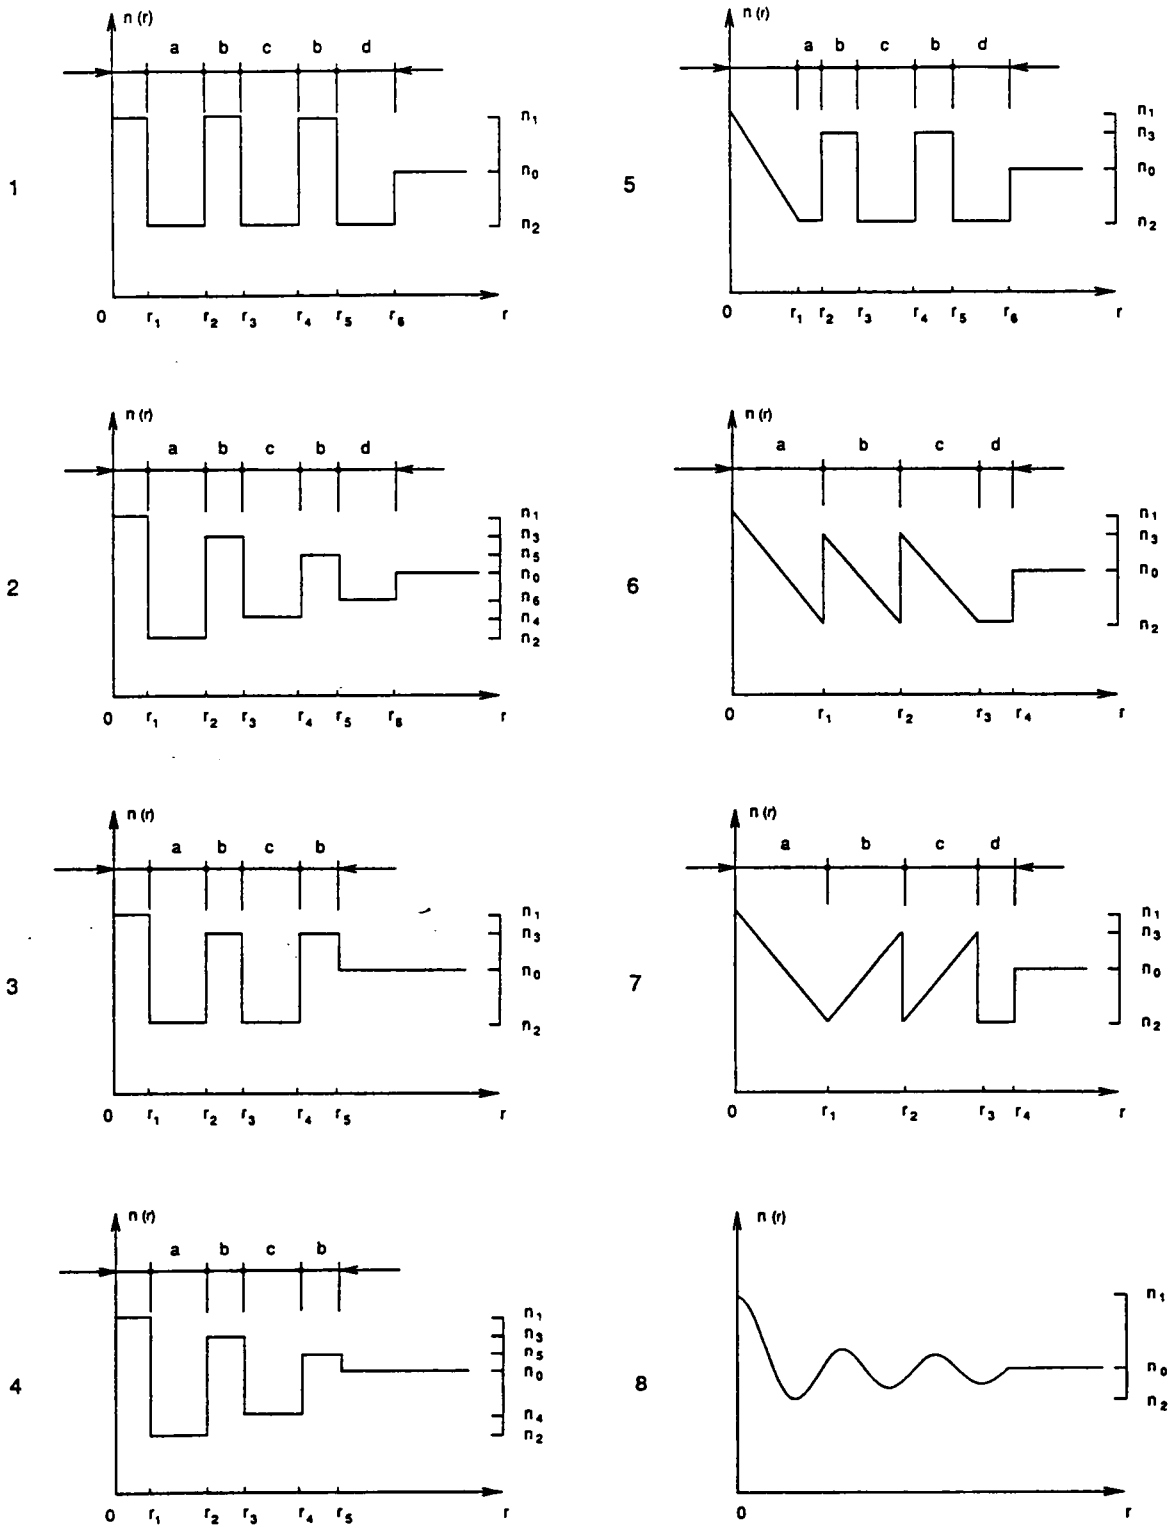 n (r)
a b c b d
n₁
n₀
n₂
1
0 r₁ r₂ r₃ r₄ r₅ r₆ r
n (r)
a b c b d
n₁
n₃
n₅
n₀
n₆
n₄
n₂
2
0 r₁ r₂ r₃ r₄ r₅ r₆ r
n (r)
a b c b
n₁
n₃
n₀
n₂
3
0 r₁ r₂ r₃ r₄ r₅ r
n (r)
a b c b
n₁
n₃
n₅
n₀
n₄
n₂
4
0 r₁ r₂ r₃ r₄ r₅ r
n (r)
a b c b d
n₁
n₃
n₀
n₂
5
0 r₁ r₂ r₃ r₄ r₅ r₆ r
n (r)
a b c d
n₁
n₃
n₀
n₂
6
0 r₁ r₂ r₃ r₄ r
n (r)
a b c d
n₁
n₃
n₀
n₂
7
0 r₁ r₂ r₃ r₄ r
n (r)
n₁
n₀
n₂
8
0 r